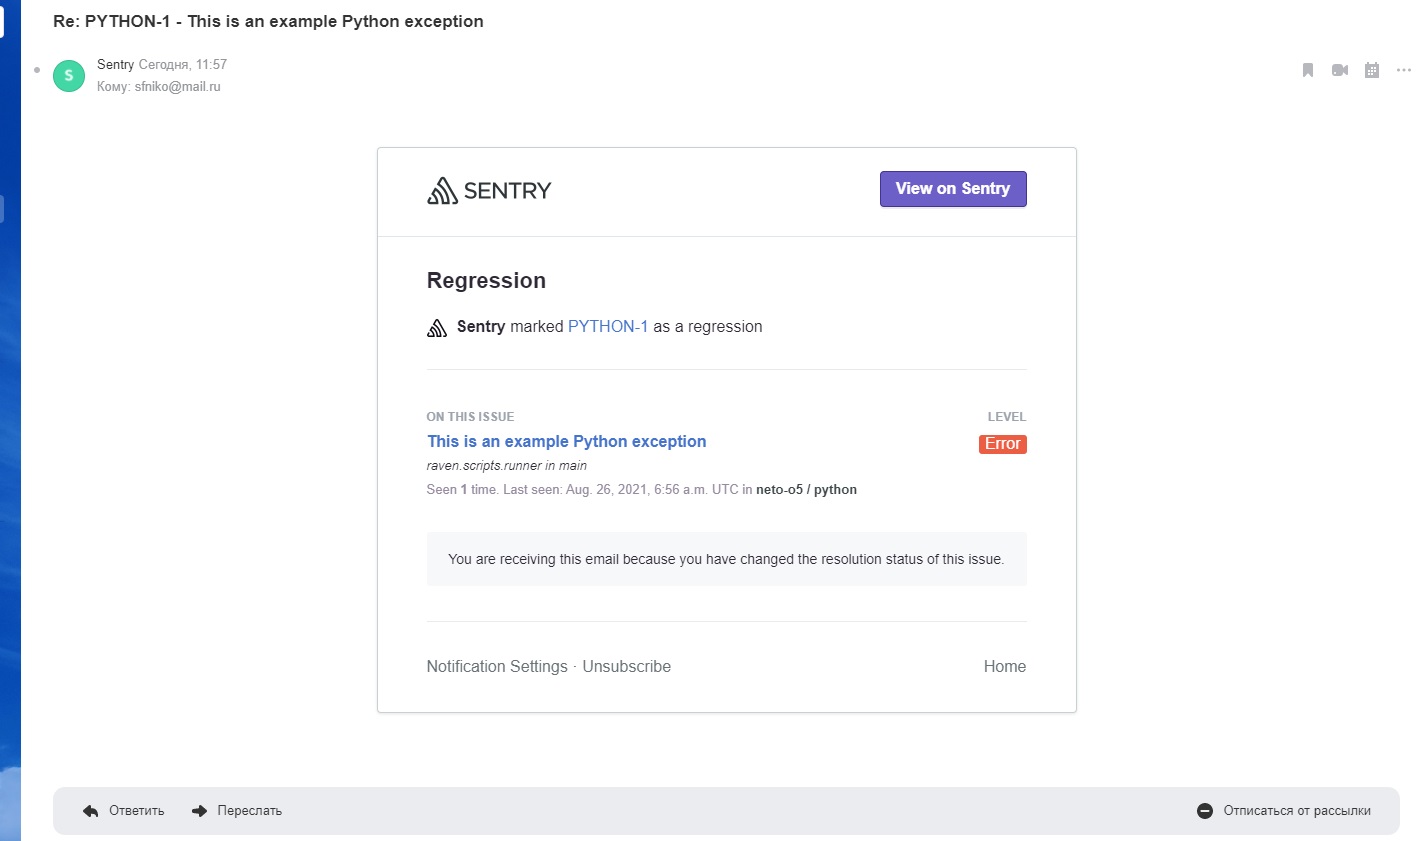 Re: PYTHON-1 - This is an example Python exception
S
Sentry Сегодня, 11:57
Кому: sfniko@mail.ru
SENTRY
View on Sentry
Regression
Sentry marked PYTHON-1 as a regression
ON THIS ISSUE
LEVEL
This is an example Python exception
Error
raven.scripts.runner in main
Seen 1 time. Last seen: Aug. 26, 2021, 6:56 a.m. UTC in neto-o5 / python
You are receiving this email because you have changed the resolution status of this issue.
Notification Settings · Unsubscribe
Home
Ответить
Переслать
Отписаться от рассылки